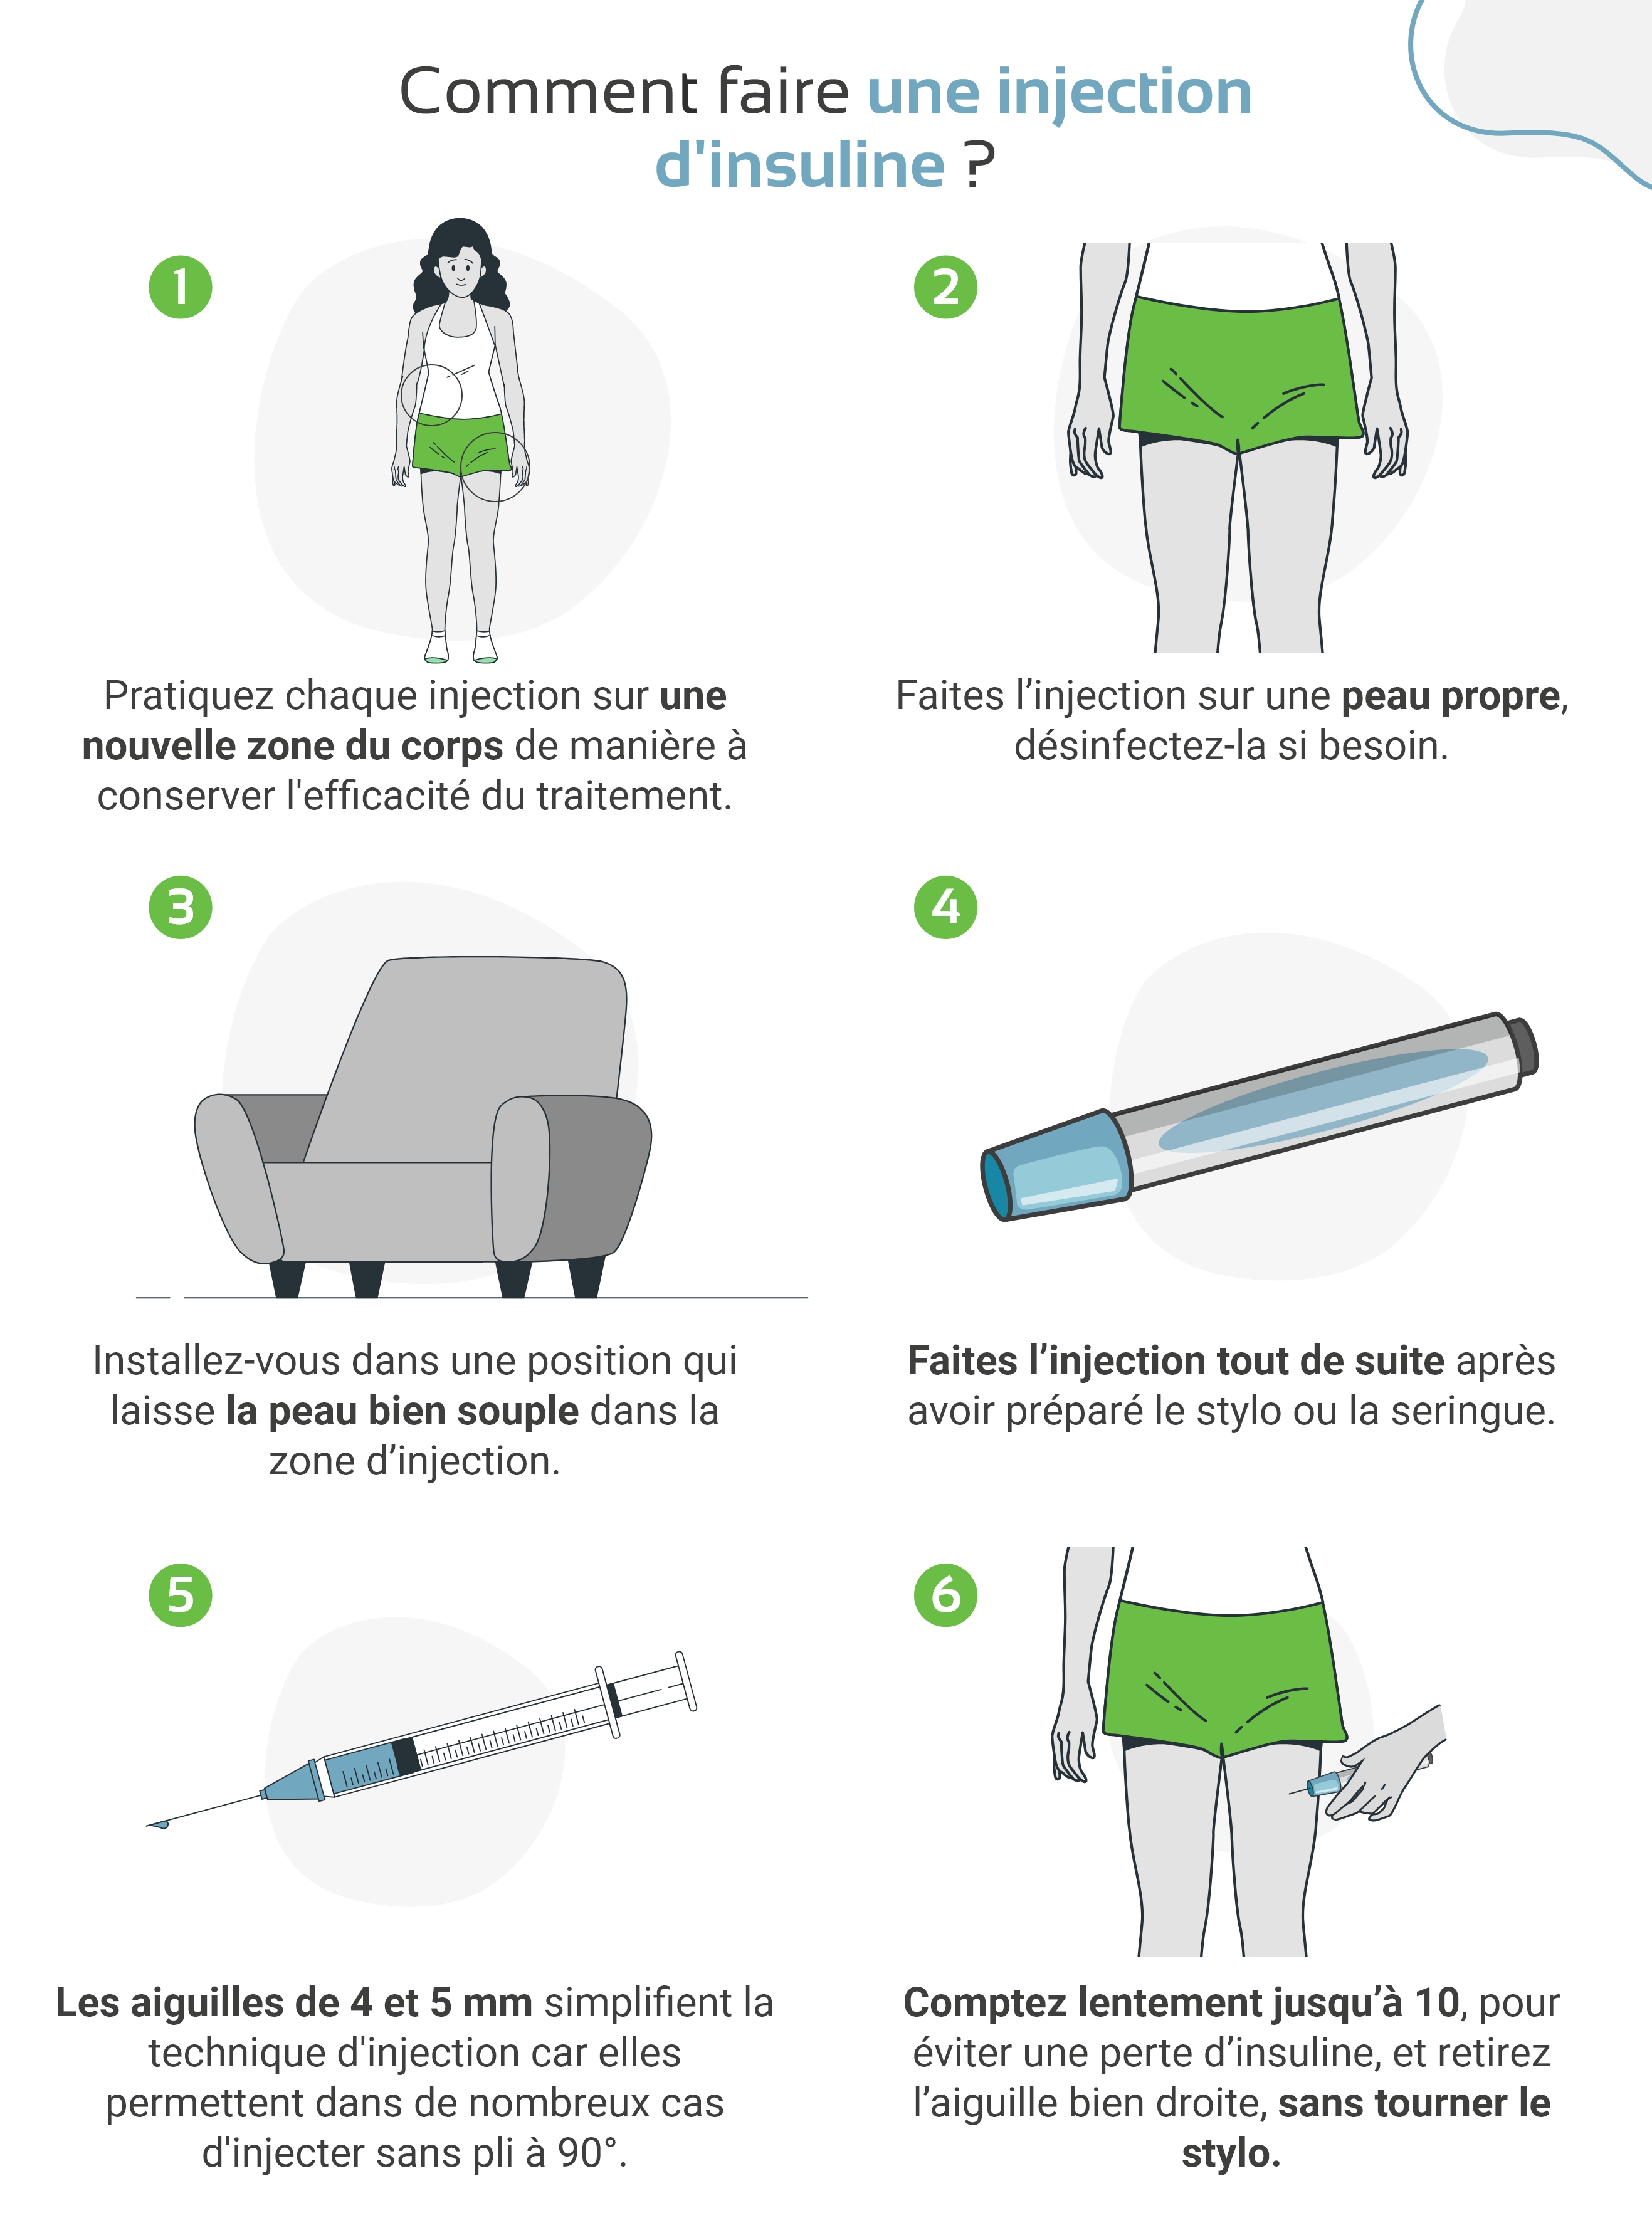 Comment faire une injection
d'insuline ?
1
Pratiquez chaque injection sur une
nouvelle zone du corps de manière à
conserver l'efficacité du traitement.
2
Faites l’injection sur une peau propre,
désinfectez-la si besoin.
3
Installez-vous dans une position qui
laisse la peau bien souple dans la
zone d’injection.
4
Faites l’injection tout de suite après
avoir préparé le stylo ou la seringue.
5
Les aiguilles de 4 et 5 mm simplifient la
technique d'injection car elles
permettent dans de nombreux cas
d'injecter sans pli à 90°.
6
Comptez lentement jusqu’à 10, pour
éviter une perte d’insuline, et retirez
l’aiguille bien droite, sans tourner le
stylo.